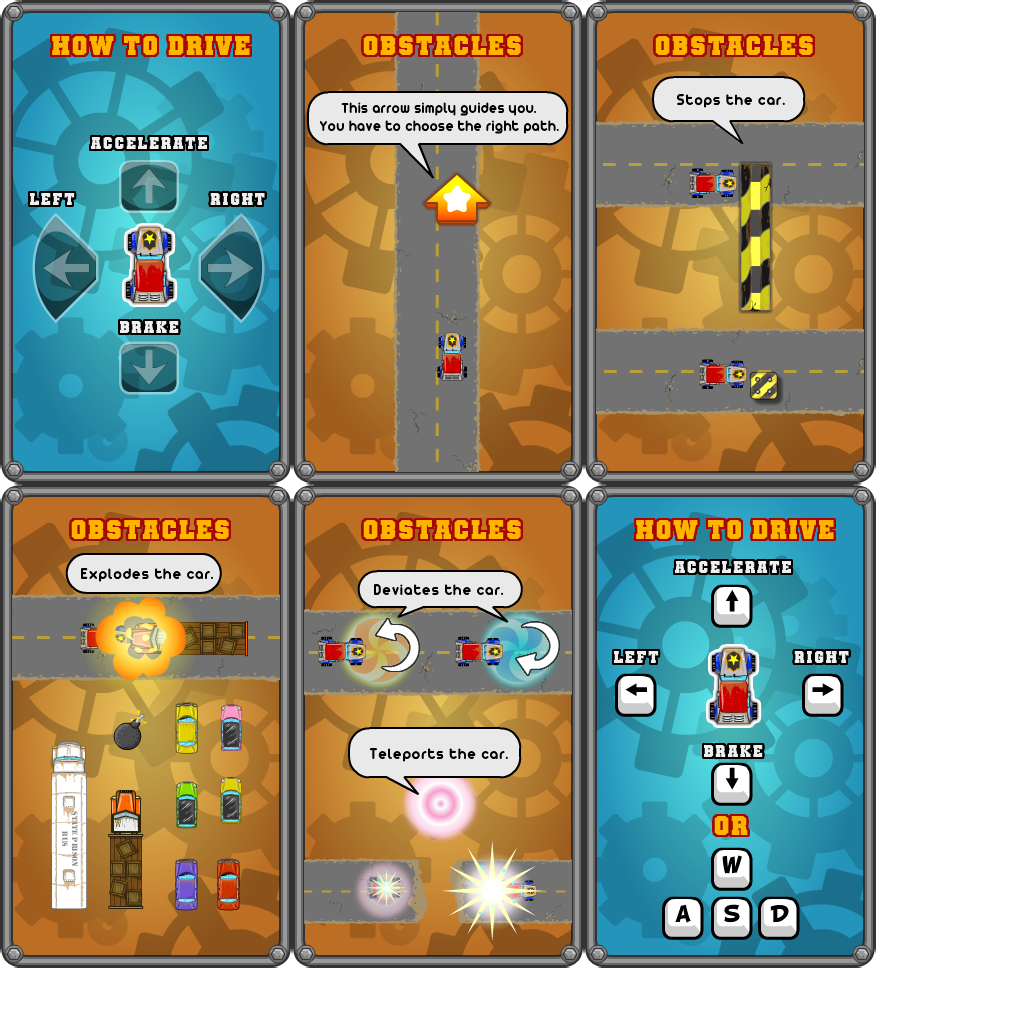 HOW TO DRIVE
ACCELERATE
LEFT
RIGHT
BRAKE
OBSTACLES
This arrow simply guides you.
You have to choose the right path.
OBSTACLES
Stops the car.
OBSTACLES
Explodes the car.
STATE PRISON
BUS
OBSTACLES
Deviates the car.
Teleports the car.
HOW TO DRIVE
ACCELERATE
LEFT
RIGHT
BRAKE
OR
W
A S D